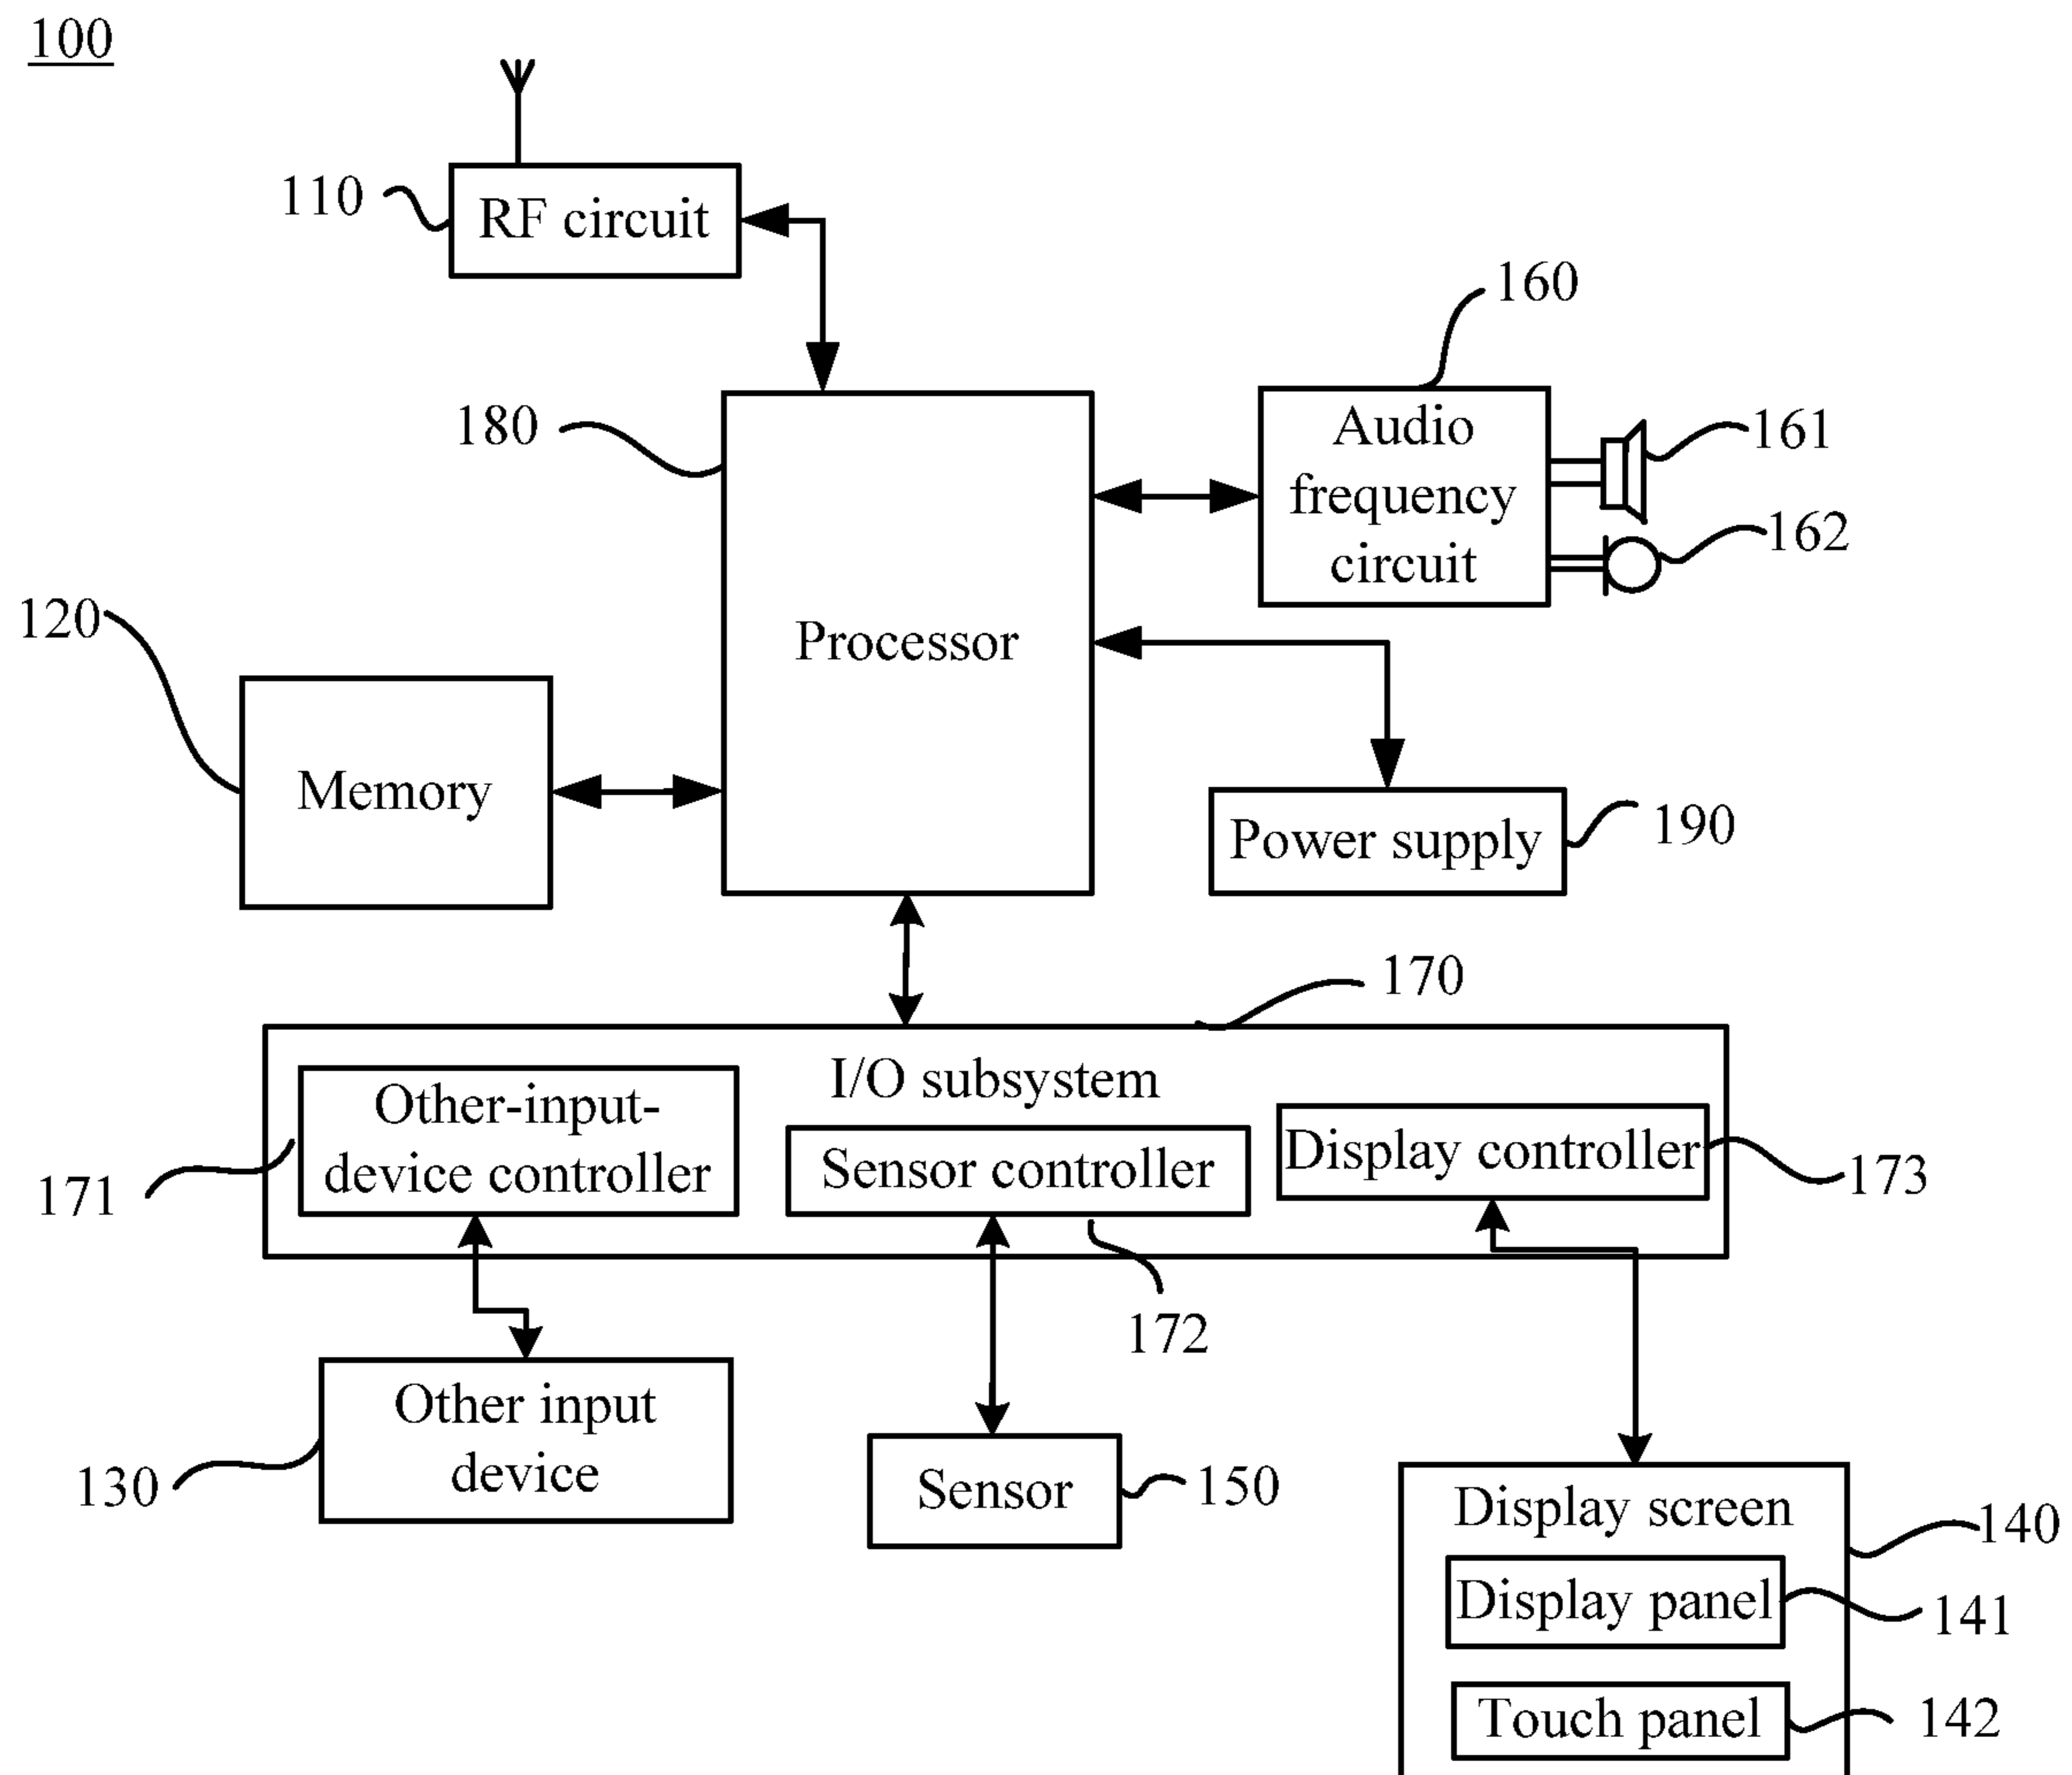 100
110
RF circuit
160
180
Audio
frequency
circuit
161
162
120
Processor
Memory
Power supply
190
170
I/O subsystem
Other-input-
device controller
Sensor controller
Display controller
171
173
172
Other input
device
130
Sensor
150
Display screen
140
Display panel
141
Touch panel
142